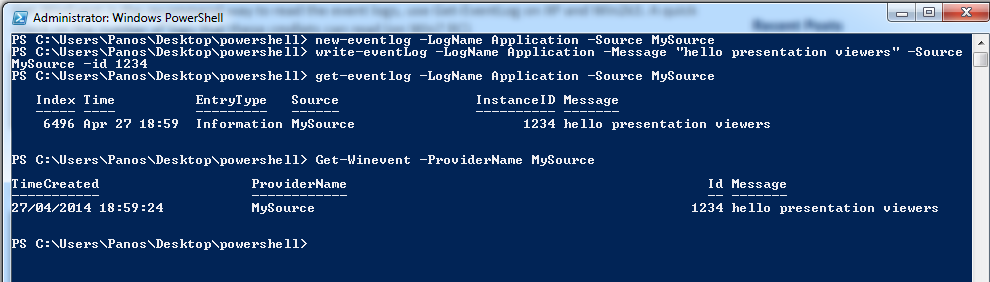 Administrator: Windows PowerShell
PS C:\Users\Panos\Desktop\powershell> new-eventlog -LogName Application -Source MySource
PS C:\Users\Panos\Desktop\powershell> write-eventLog -LogName Application -Message "hello presentation viewers" -Source
MySource -id 1234
PS C:\Users\Panos\Desktop\powershell> get-eventlog -LogName Application -Source MySource
Index Time EntryType Source InstanceID Message
----- ---- --------- ------ ---------- -------
6496 Apr 27 18:59 Information MySource 1234 hello presentation viewers
PS C:\Users\Panos\Desktop\powershell> Get-Winevent -ProviderName MySource
TimeCreated ProviderName Id Message
----------- ------------ -- -------
27/04/2014 18:59:24 MySource 1234 hello presentation viewers
PS C:\Users\Panos\Desktop\powershell>